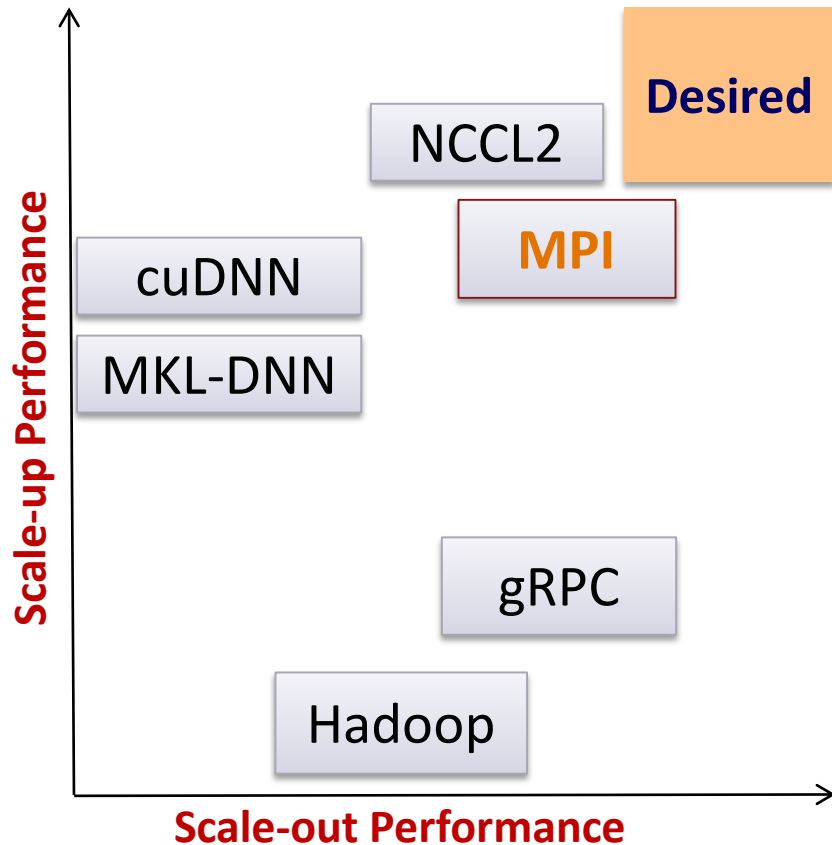 Desired
NCCL2
MPI
cuDNN
MKL-DNN
gRPC
Hadoop
Scale-up Performance
Scale-out Performance